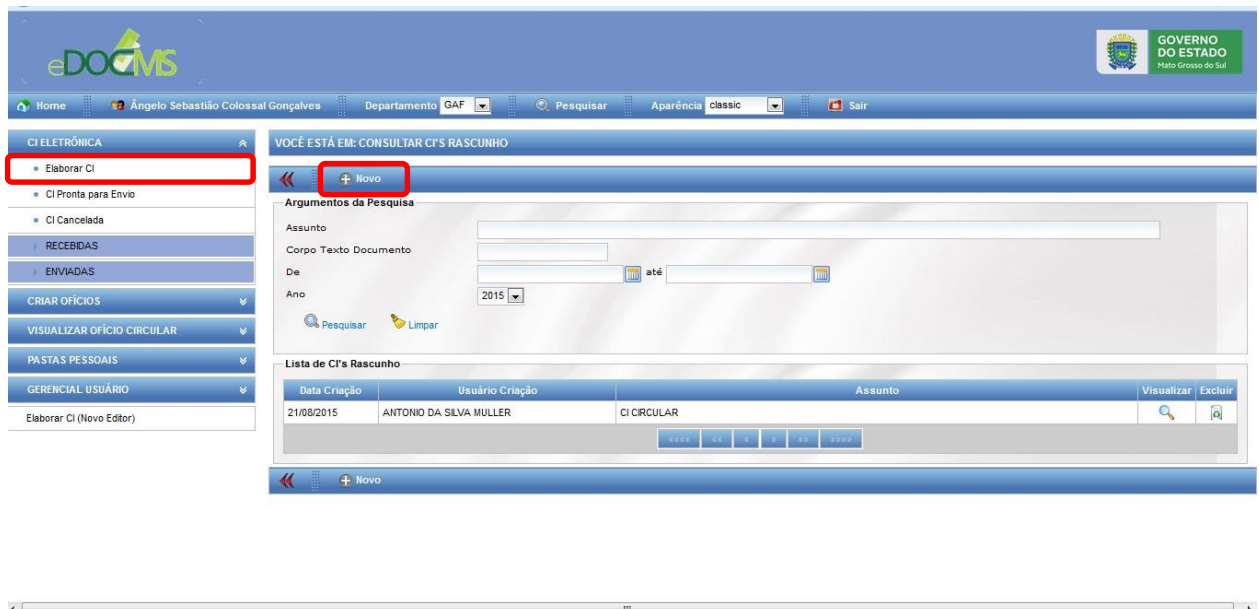 eDOCMS
GOVERNO
DO ESTADO
Mato Grosso do Sul
Home Ângelo Sebastião Colossal Gonçalves Departamento GAF Pesquisar Aparência classic Sair
CI ELETRÔNICA
Elaborar CI
CI Pronta para Envio
CI Cancelada
RECEBIDAS
ENVIADAS
CRIAR OFÍCIOS
VISUALIZAR OFÍCIO CIRCULAR
PASTAS PESSOAIS
GERENCIAL USUÁRIO
Elaborar CI (Novo Editor)
VOCÊ ESTÁ EM: CONSULTAR CI'S RASCUNHO
Novo
Argumentos da Pesquisa
Assunto
Corpo Texto Documento
De até
Ano 2015
Pesquisar Limpar
Lista de CI's Rascunho
Data Criação Usuário Criação Assunto Visualizar Excluir
21/08/2015 ANTONIO DA SILVA MULLER CI CIRCULAR
<<<< << < > >> >>>>
Novo